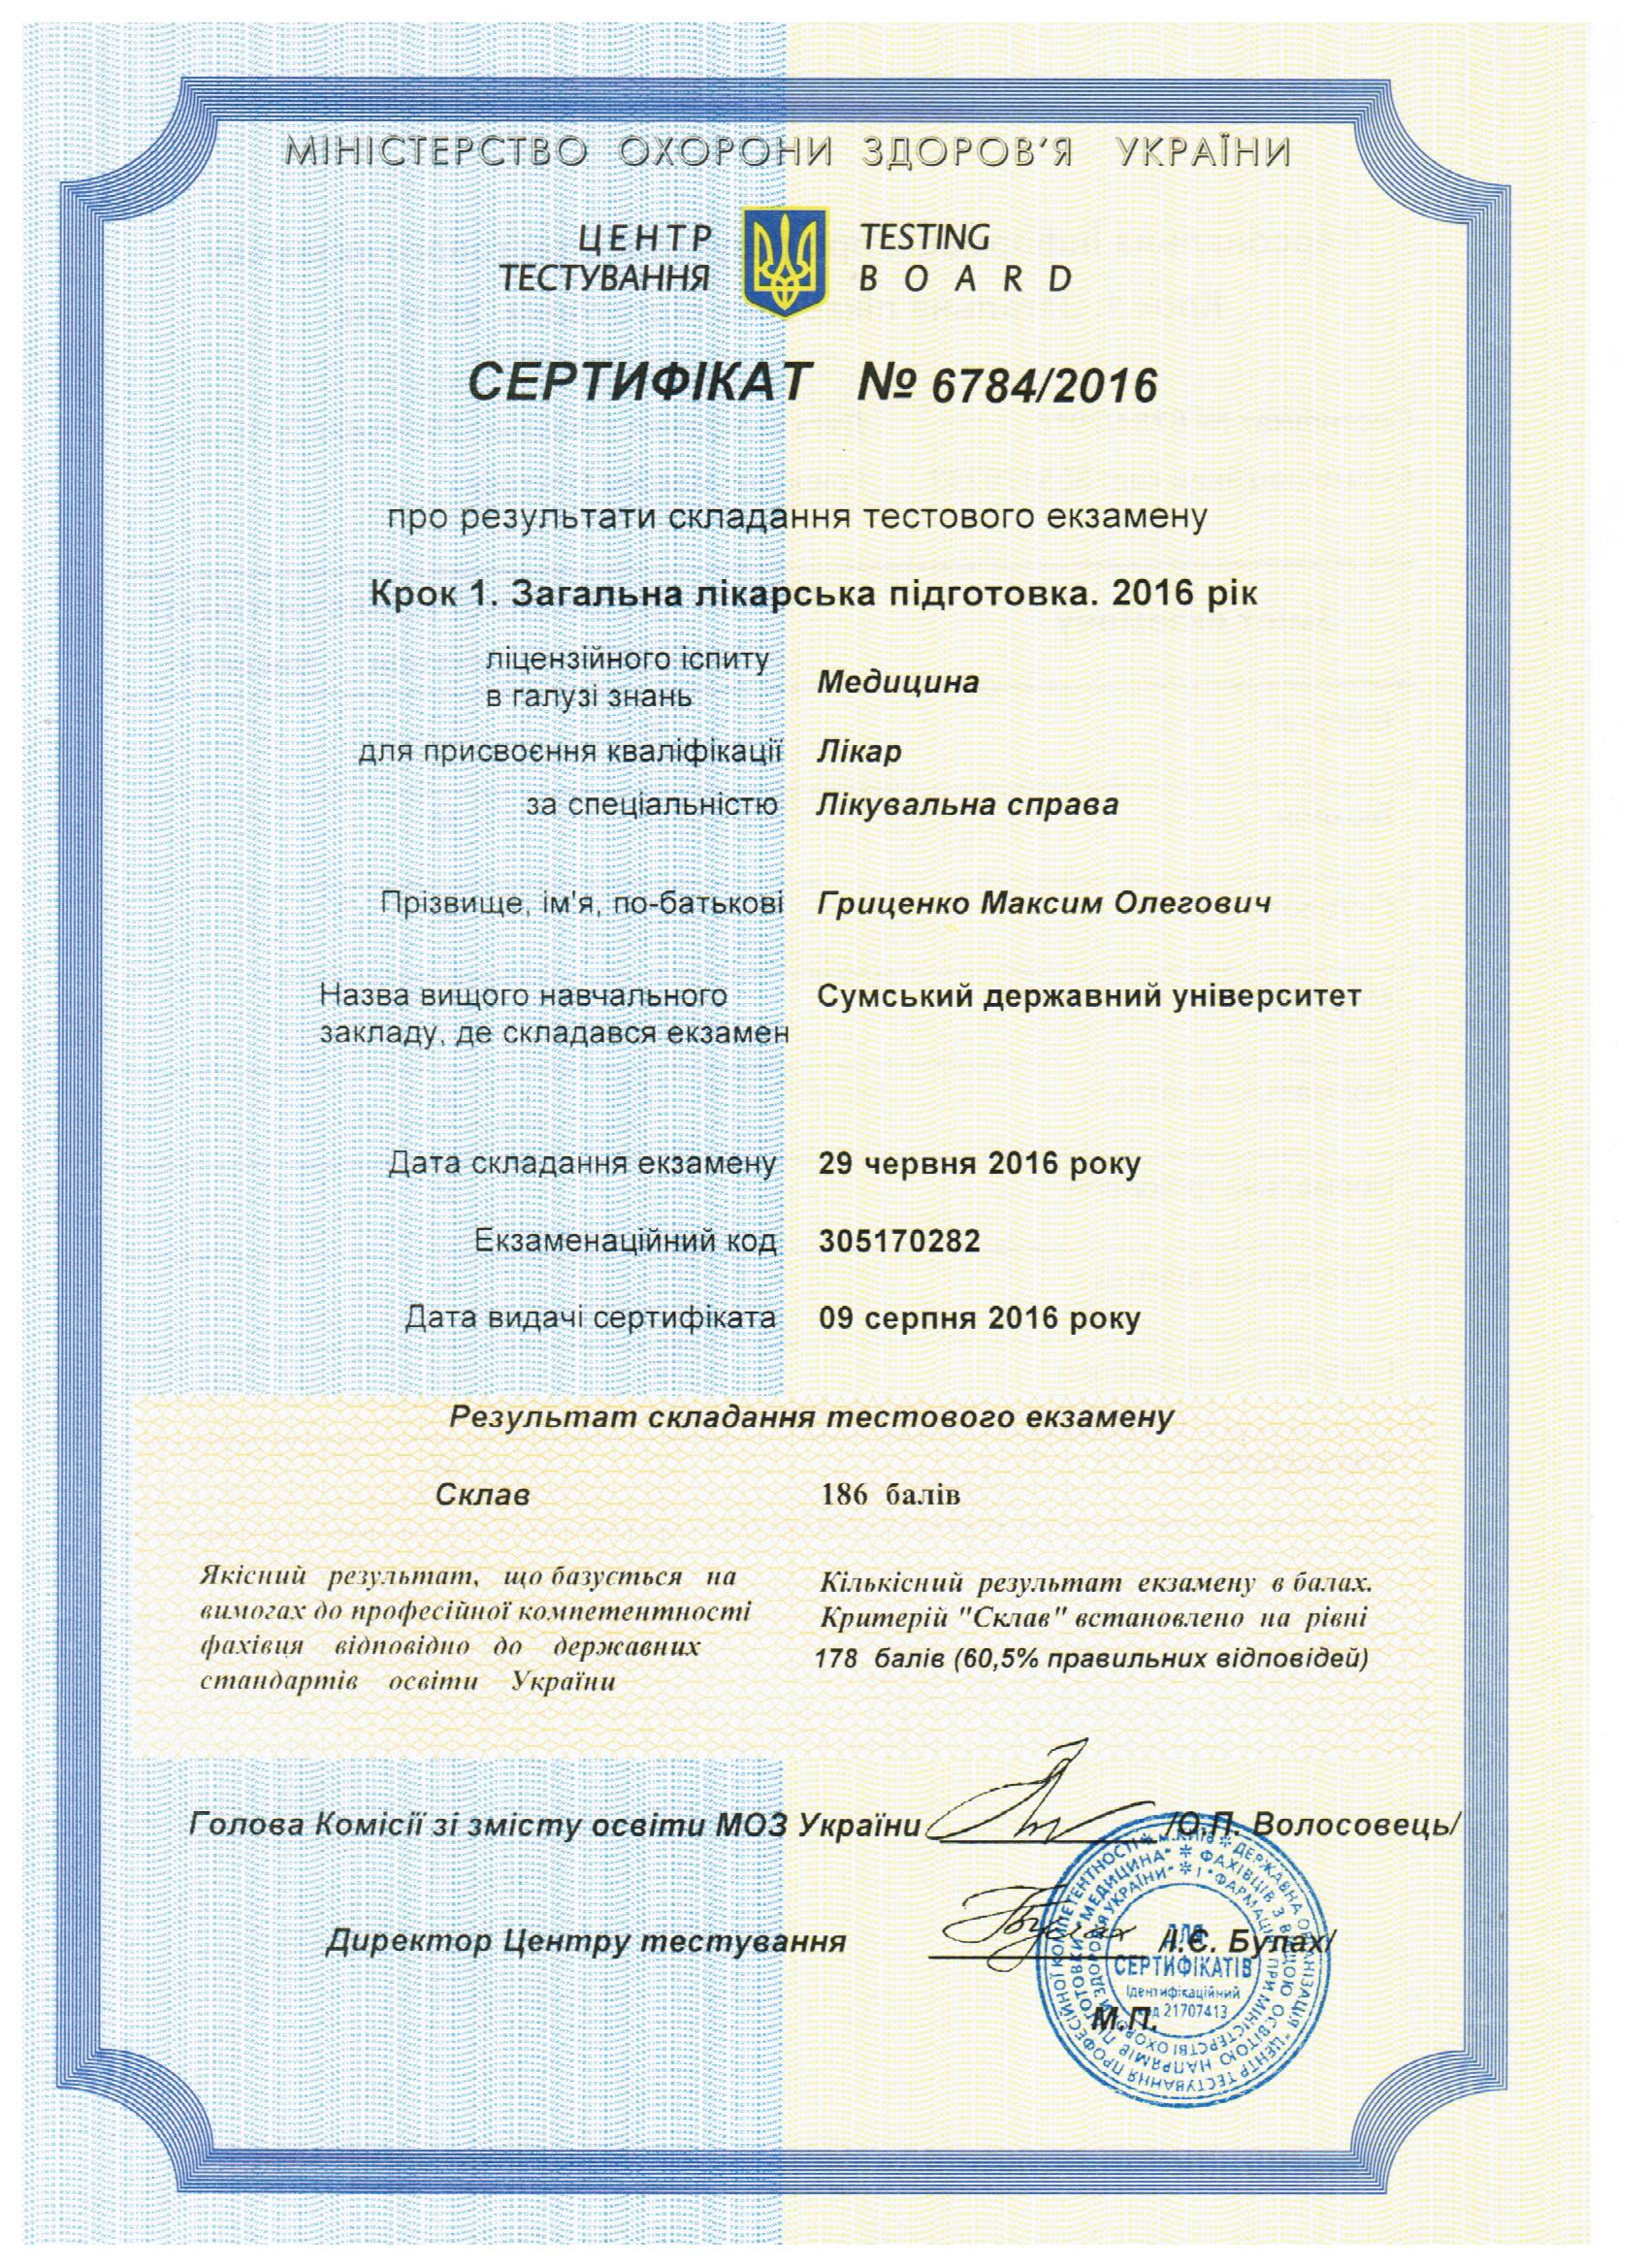 МІНІСТЕРСТВО ОХОРОНИ ЗДОРОВ'Я УКРАЇНИ
ЦЕНТР
ТЕСТУВАННЯ
TESTING
BOARD
СЕРТИФІКАТ № 6784/2016
про результати складання тестового екзамену
Крок 1. Загальна лікарська підготовка. 2016 рік
ліцензійного іспиту
в галузі знань
Медицина
для присвоєння кваліфікації Лікар
за спеціальністю Лікувальна справа
Прізвище, ім'я, по-батькові Гриценко Максим Олегович
Назва вищого навчального
закладу, де складався екзамен
Сумський державний університет
Дата складання екзамену 29 червня 2016 року
Екзаменаційний код 305170282
Дата видачі сертифіката 09 серпня 2016 року
Результат складання тестового екзамену
Склав 186 балів
Якісний результат, що базується на
вимогах до професійної компетентності
фахівця відповідно до державних
стандартів освіти України
Кількісний результат екзамену в балах.
Критерій "Склав" встановлено на рівні
178 балів (60,5% правильних відповідей)
Голова Комісії зі змісту освіти МОЗ України /О.П. Волосовець/
Директор Центру тестування /І.Є. Булах/
М.П.
* м.Київ * ДЕРЖАВНА ОРГАНІЗАЦІЯ "ЦЕНТР ТЕСТУВАННЯ ПРОФЕСІЙНОЇ КОМПЕТЕНТНОСТІ
* ФАХІВЦІВ З ВИЩОЮ ОСВІТОЮ НАПРЯМІВ ПІДГОТОВКИ "МЕДИЦИНА"
* І "ФАРМАЦІЯ" ПРИ МІНІСТЕРСТВІ ОХОРОНИ ЗДОРОВ'Я УКРАЇНИ"
ДЛЯ
СЕРТИФІКАТІВ
Ідентифікаційний
код 21707413